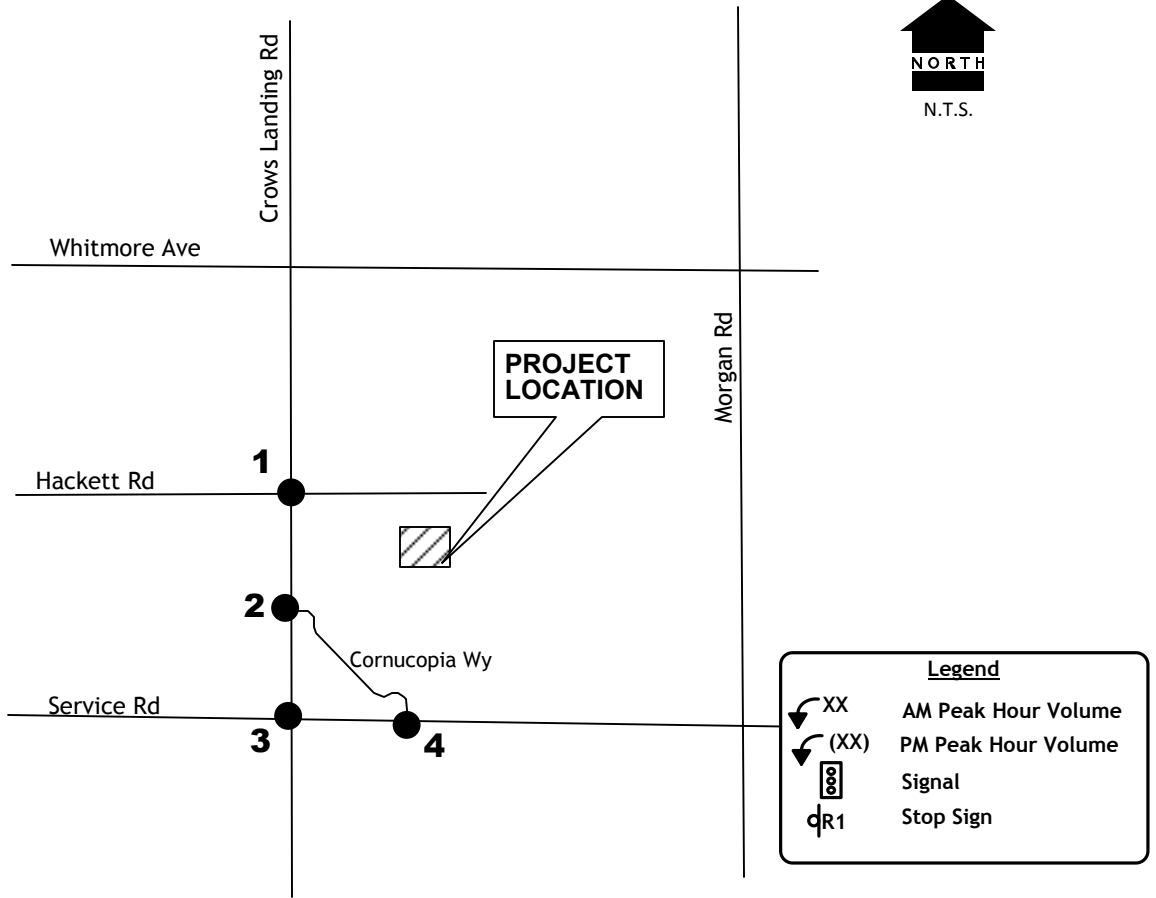 NORTH
N.T.S.
Crows Landing Rd
Whitmore Ave
Morgan Rd
PROJECT
LOCATION
1
Hackett Rd
2
Cornucopia Wy
Service Rd
3
4
Legend
XX AM Peak Hour Volume
(XX) PM Peak Hour Volume
Signal
R1 Stop Sign